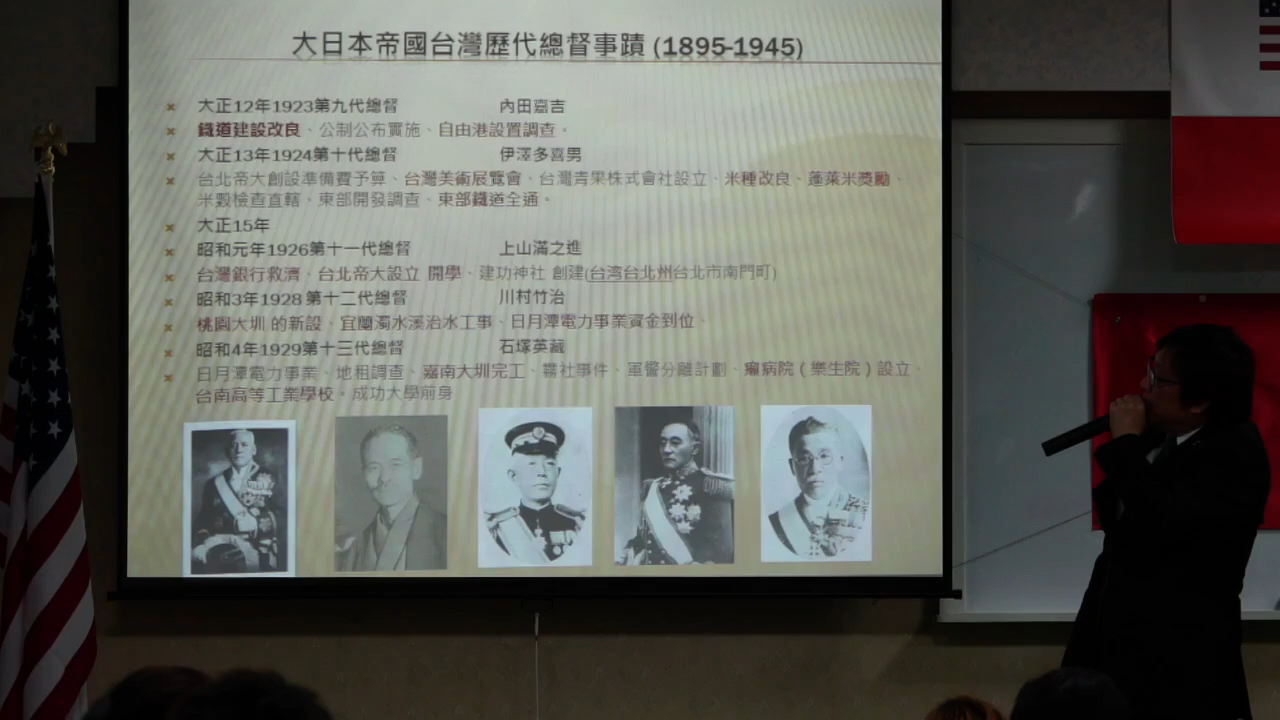 大日本帝國台灣歷代總督事蹟 (1895-1945)
大正12年1923第九代總督 內田嘉吉
鐵道建設改良、公制公布實施、自由港設置調查。
大正13年1924第十代總督 伊澤多喜男
台北帝大創設準備費予算、台灣美術展覽會、台灣青果株式會社設立、米種改良、蓬萊米獎勵、
米穀檢查直轄、東部開發調查、東部鐵道全通。
大正15年
昭和元年1926第十一代總督 上山滿之進
台灣銀行救濟、台北帝大設立 開學、建功神社 創建(台湾台北州台北市南門町)
昭和3年1928 第十二代總督 川村竹治
桃園大圳 的新設、宜蘭濁水溪治水工事、日月潭電力事業資金到位、
昭和4年1929第十三代總督 石塚英藏
日月潭電力事業、地租調查、嘉南大圳完工、霧社事件、軍警分離計劃、癩病院（樂生院）設立、
台南高等工業學校。成功大學前身